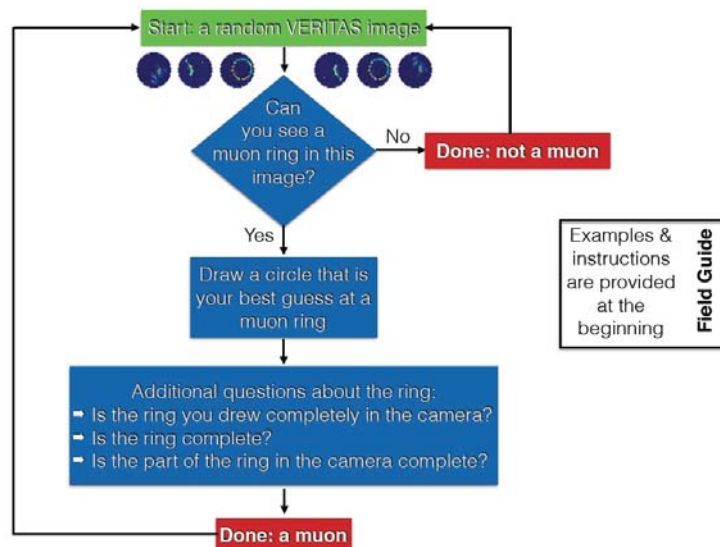 Start: a random VERITAS image
Can
you see a
muon ring in this
image?
No
Done: not a muon
Yes
Draw a circle that is
your best guess at a
muon ring
Additional questions about the ring:
➡ Is the ring you drew completely in the camera?
➡ Is the ring complete?
➡ Is the part of the ring in the camera complete?
Done: a muon
Examples &
instructions
are provided
at the
beginning
Field Guide